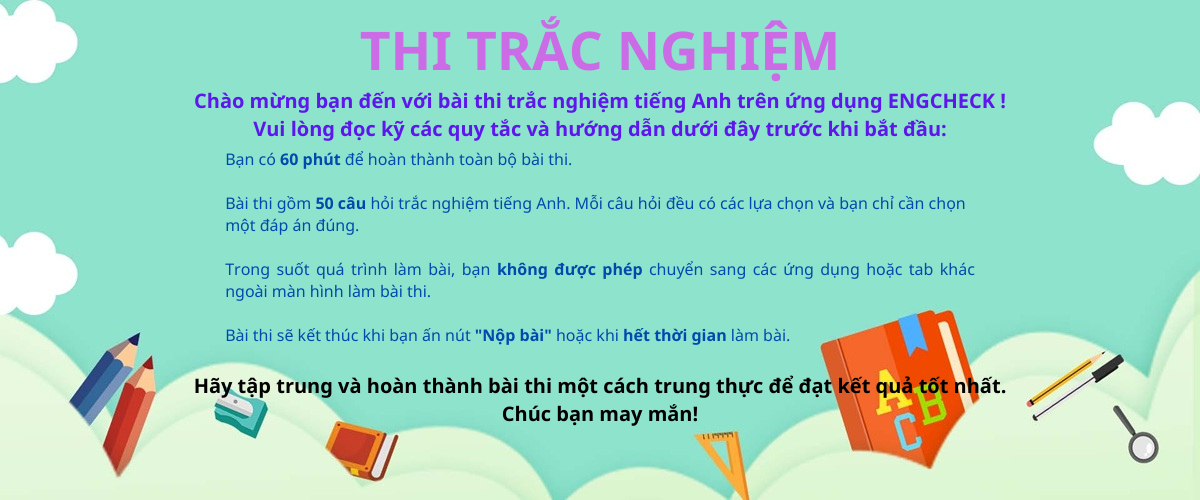 THI TRẮC NGHIỆM
Chào mừng bạn đến với bài thi trắc nghiệm tiếng Anh trên ứng dụng ENGCHECK !
Vui lòng đọc kỹ các quy tắc và hướng dẫn dưới đây trước khi bắt đầu:
Bạn có 60 phút để hoàn thành toàn bộ bài thi.
Bài thi gồm 50 câu hỏi trắc nghiệm tiếng Anh. Mỗi câu hỏi đều có các lựa chọn và bạn chỉ cần chọn
một đáp án đúng.
Trong suốt quá trình làm bài, bạn không được phép chuyển sang các ứng dụng hoặc tab khác
ngoài màn hình làm bài thi.
Bài thi sẽ kết thúc khi bạn ấn nút "Nộp bài" hoặc khi hết thời gian làm bài.
Hãy tập trung và hoàn thành bài thi một cách trung thực để đạt kết quả tốt nhất.
Chúc bạn may mắn!
A
B
C